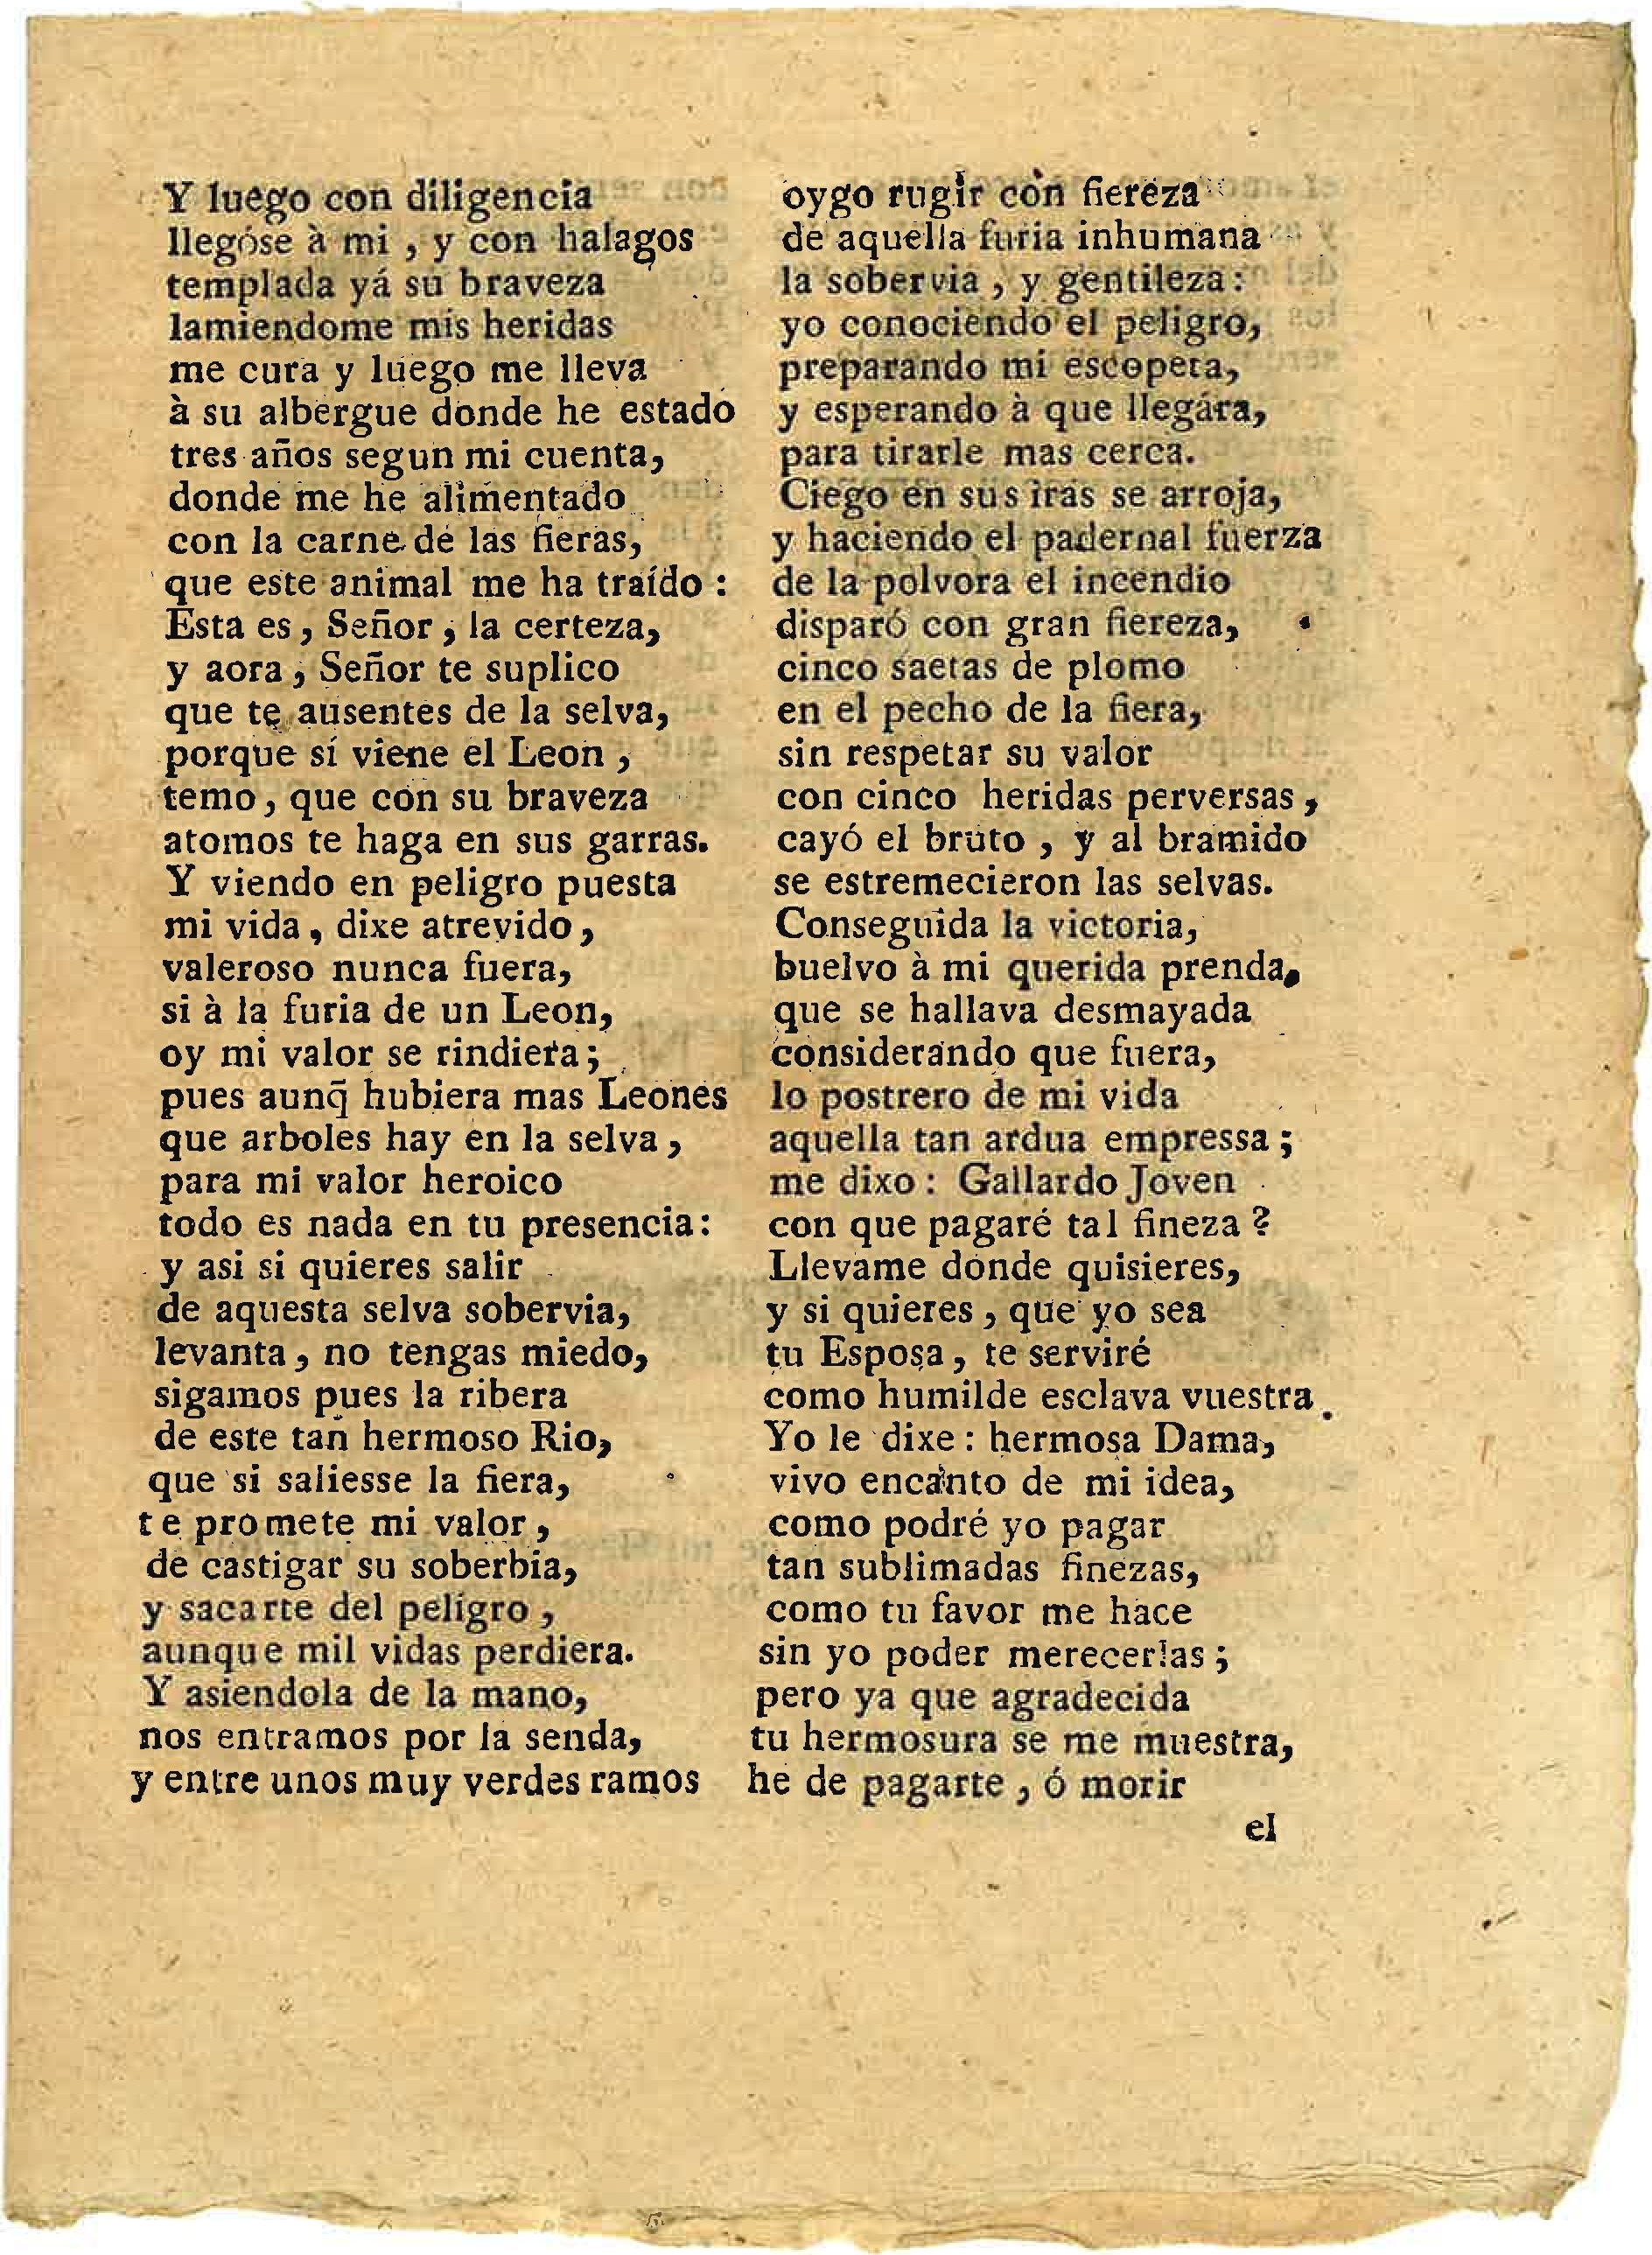 Y luego con diligencia
llegóse à mi , y con halagos
templada yá su braveza
lamiendome mis heridas
me cura y luego me lleva
à su albergue donde he estado
tres años segun mi cuenta,
donde me he alimentado
con la carne de las fieras,
que este animal me ha traído :
Esta es , Señor , la certeza,
y aora , Señor te suplico
que te ausentes de la selva,
porque sí viene el Leon ,
temo , que con su braveza
atomos te haga en sus garras.
Y viendo en peligro puesta
mi vida , dixe atrevido ,
valeroso nunca fuera,
si à la furia de un Leon,
oy mi valor se rindiera ;
pues aunq̃ hubiera mas Leones
que arboles hay en la selva ,
para mi valor heroico
todo es nada en tu presencia :
y asi si quieres salir
de aquesta selva sobervia,
levanta , no tengas miedo,
sigamos pues la ribera
de este tan hermoso Rio,
que si saliesse la fiera,
te promete mi valor ,
de castigar su soberbia,
y sacarte del pelígro ,
aunque mil vidas perdiera.
Y asiendola de la mano,
nos entramos por la senda,
y entre unos muy verdes ramos
oygo rugir con fiereza
de aquella furia inhumana
la sobervia , y gentileza :
yo conociendo el peligro,
preparando mi escopeta,
y esperando à que llegára,
para tirarle mas cerca.
Ciego en sus iras se arroja,
y haciendo el padernal fuerza
de la polvora el incendio
disparó con gran fiereza,
cinco saetas de plomo
en el pecho de la fiera,
sin respetar su valor
con cinco heridas perversas ,
cayó el bruto , y al bramido
se estremecieron las selvas.
Conseguida la victoria,
buelvo à mi querida prenda,
que se hallava desmayada
considerando que fuera,
lo postrero de mi vida
aquella tan ardua empressa ;
me dixo : Gallardo Joven
con que pagaré tal fineza ?
Llevame donde quisieres,
y si quieres , que yo sea
tu Esposa , te serviré
como humilde esclava vuestra.
Yo le dixe : hermosa Dama,
vivo encanto de mi idea,
como podré yo pagar
tan sublimadas finezas,
como tu favor me hace
sin yo poder merecerlas ;
pero ya que agradecida
tu hermosura se me muestra,
he de pagarte , ó morir
el